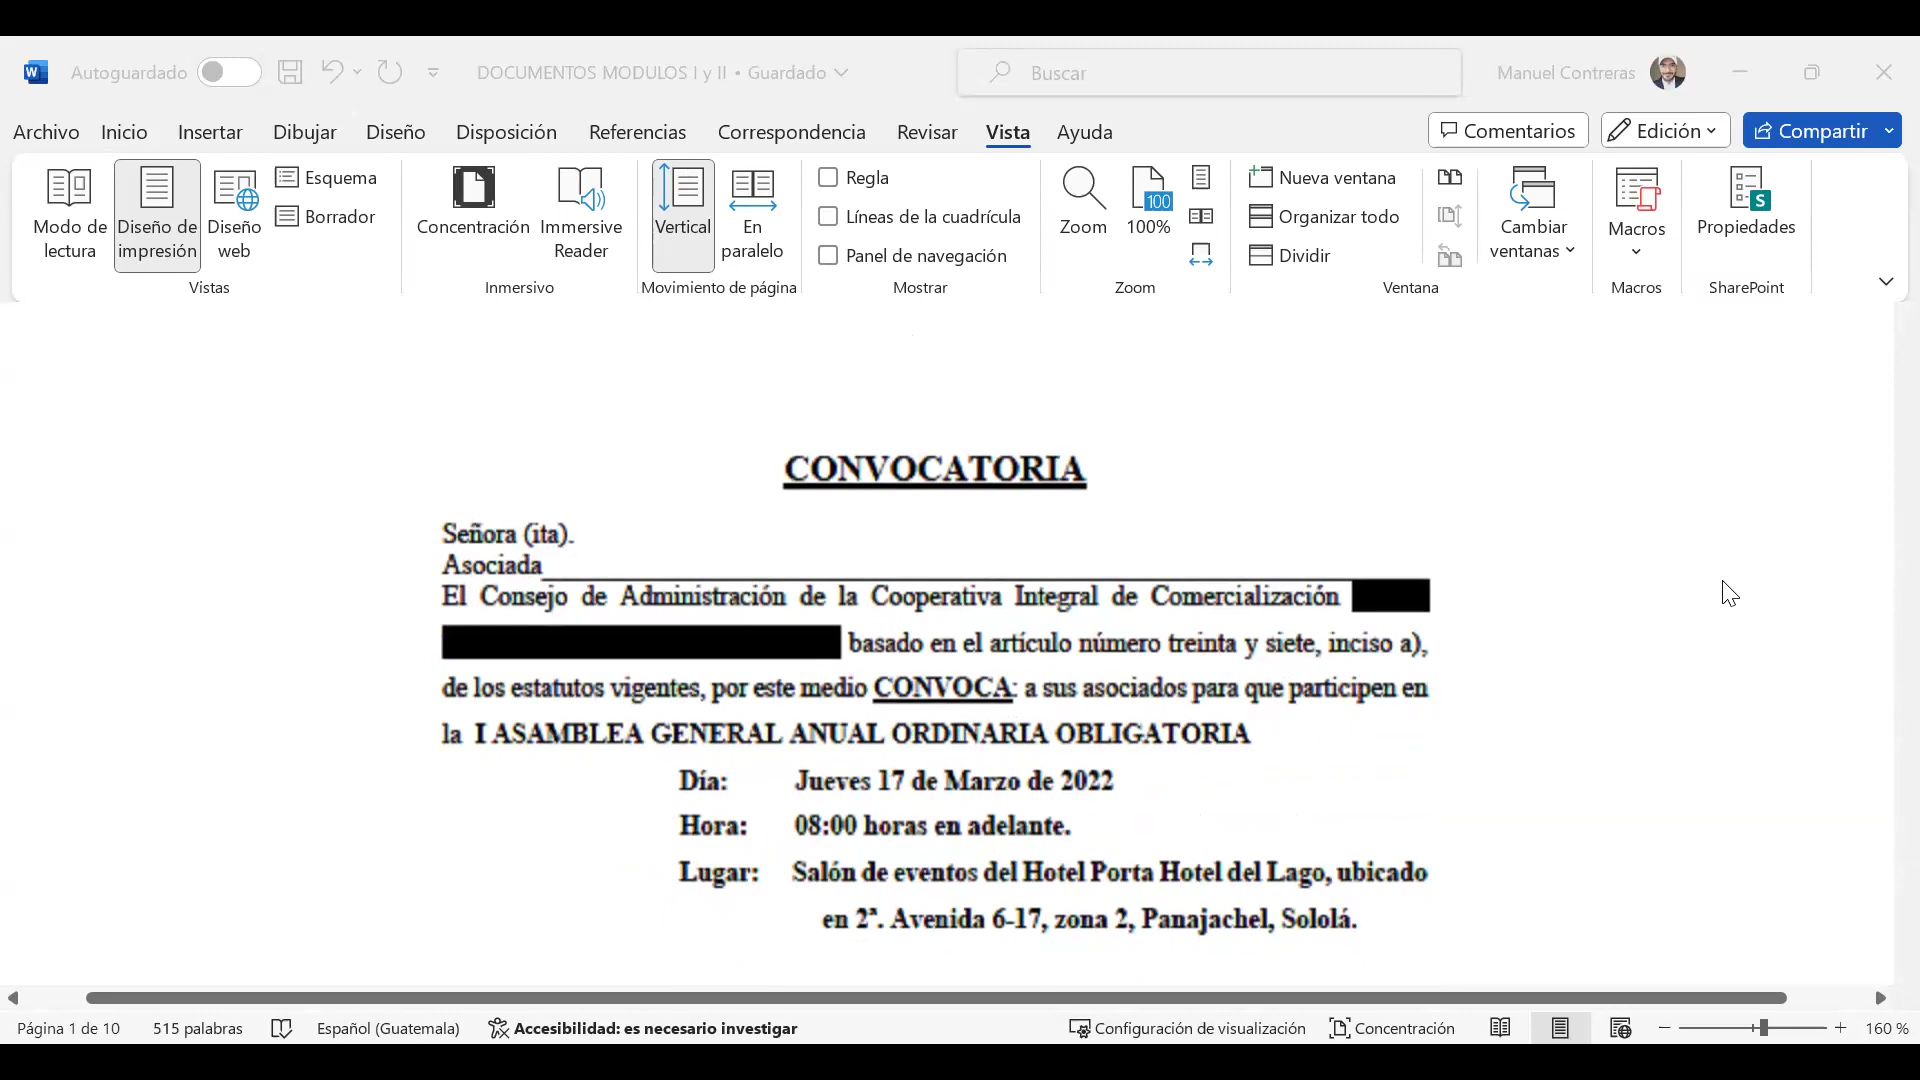 Autoguardado
DOCUMENTOS MODULOS I y II • Guardado
Buscar
Manuel Contreras
Archivo Inicio Insertar Dibujar Diseño Disposición Referencias Correspondencia Revisar Vista Ayuda
Comentarios Edición Compartir
Modo de lectura
Diseño de impresión
Diseño web
Esquema
Borrador
Vistas
Concentración
Immersive Reader
Inmersivo
Vertical
En paralelo
Movimiento de página
Regla
Líneas de la cuadrícula
Panel de navegación
Mostrar
Zoom
100
100%
Zoom
Nueva ventana
Organizar todo
Dividir
Cambiar ventanas
Ventana
Macros
Macros
S
Propiedades
SharePoint
CONVOCATORIA
Señora (ita).
Asociada
El Consejo de Administración de la Cooperativa Integral de Comercialización
basado en el artículo número treinta y siete, inciso a),
de los estatutos vigentes, por este medio CONVOCA: a sus asociados para que participen en
la I ASAMBLEA GENERAL ANUAL ORDINARIA OBLIGATORIA
Día: Jueves 17 de Marzo de 2022
Hora: 08:00 horas en adelante.
Lugar: Salón de eventos del Hotel Porta Hotel del Lago, ubicado
en 2ª. Avenida 6-17, zona 2, Panajachel, Sololá.
Página 1 de 10 515 palabras Español (Guatemala) Accesibilidad: es necesario investigar Configuración de visualización Concentración 160 %